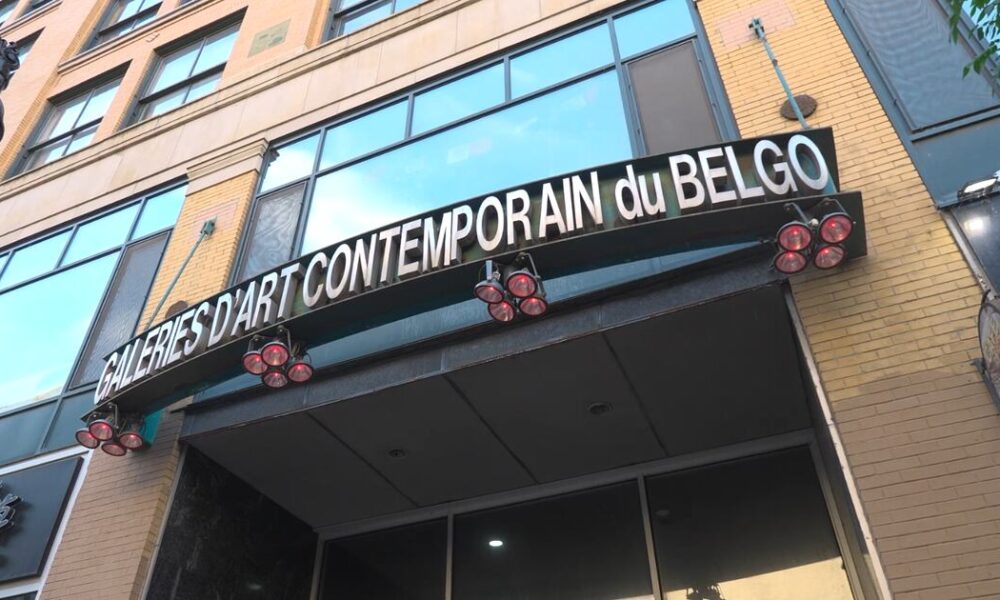 GALERIES D'ART CONTEMPORAIN du BELGO